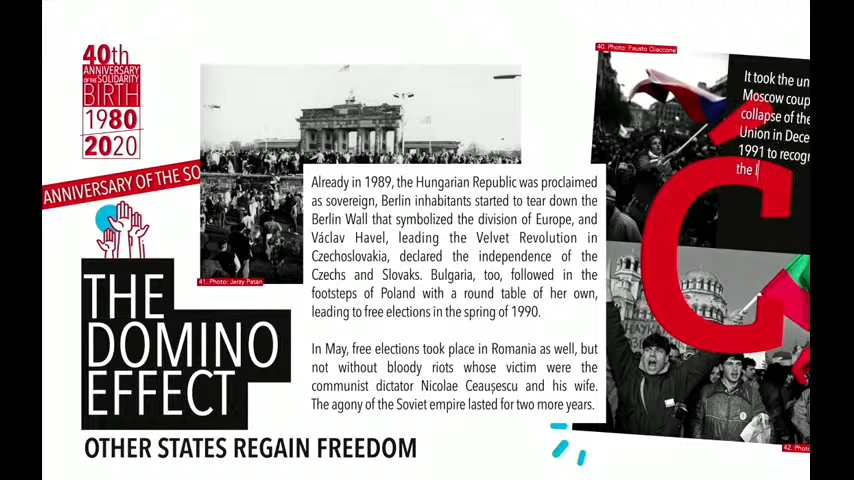 40th
ANNIVERSARY
OF THE SOLIDARITY
BIRTH
1980
2020
ANNIVERSARY OF THE SO
41. Photo: Jerzy Patan
THE
DOMINO
EFFECT
OTHER STATES REGAIN FREEDOM
Already in 1989, the Hungarian Republic was proclaimed
as sovereign, Berlin inhabitants started to tear down the
Berlin Wall that symbolized the division of Europe, and
Václav Havel, leading the Velvet Revolution in
Czechoslovakia, declared the independence of the
Czechs and Slovaks. Bulgaria, too, followed in the
footsteps of Poland with a round table of her own,
leading to free elections in the spring of 1990.
In May, free elections took place in Romania as well, but
not without bloody riots whose victim were the
communist dictator Nicolae Ceaușescu and his wife.
The agony of the Soviet empire lasted for two more years.
40. Photo: Fausto Giaccone
It took the un
Moscow coup
collapse of the
Union in Dece
1991 to recogr
the l
Ć
42. Photo